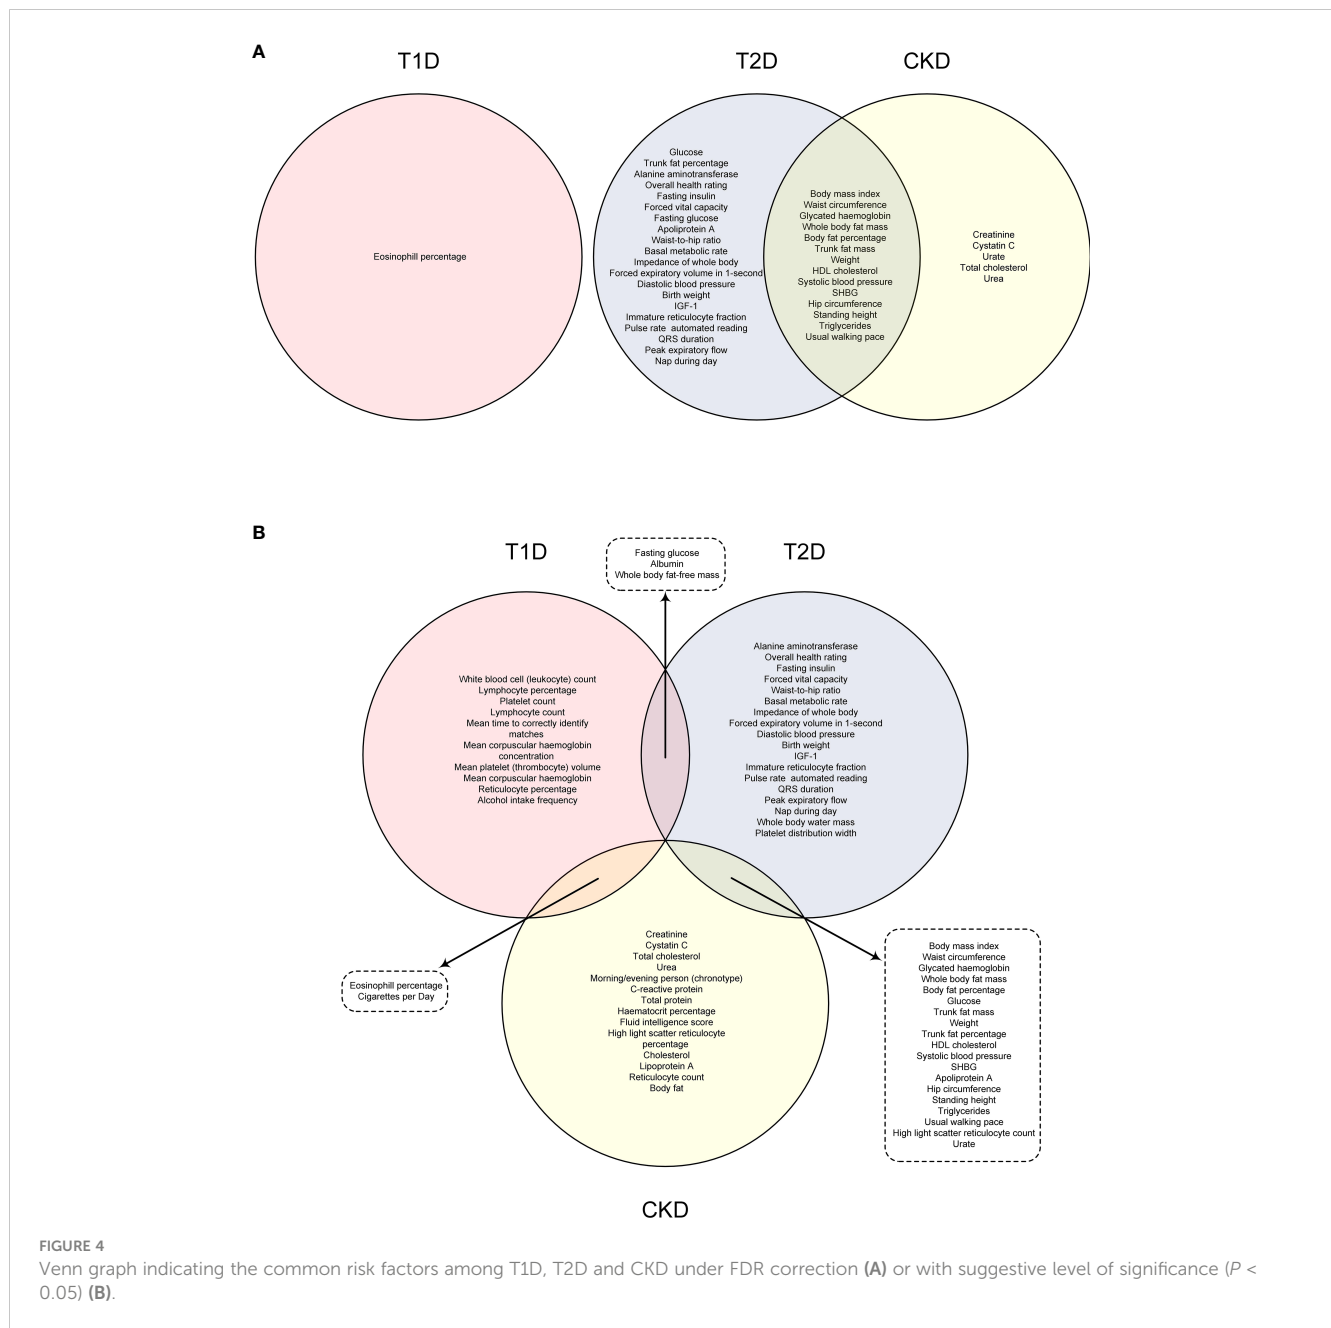 A
T1D
T2D
CKD
Eosinophill percentage
Glucose
Trunk fat percentage
Alanine aminotransferase
Overall health rating
Fasting insulin
Forced vital capacity
Fasting glucose
Apoliprotein A
Waist-to-hip ratio
Basal metabolic rate
Impedance of whole body
Forced expiratory volume in 1-second
Diastolic blood pressure
Birth weight
IGF-1
Immature reticulocyte fraction
Pulse rate  automated reading
QRS duration
Peak expiratory flow
Nap during day
Body mass index
Waist circumference
Glycated haemoglobin
Whole body fat mass
Body fat percentage
Trunk fat mass
Weight
HDL cholesterol
Systolic blood pressure
SHBG
Hip circumference
Standing height
Triglycerides
Usual walking pace
Creatinine
Cystatin C
Urate
Total cholesterol
Urea
B
T1D
T2D
Fasting glucose
Albumin
Whole body fat-free mass
White blood cell (leukocyte) count
Lymphocyte percentage
Platelet count
Lymphocyte count
Mean time to correctly identify
matches
Mean corpuscular haemoglobin
concentration
Mean platelet (thrombocyte) volume
Mean corpuscular haemoglobin
Reticulocyte percentage
Alcohol intake frequency
Alanine aminotransferase
Overall health rating
Fasting insulin
Forced vital capacity
Waist-to-hip ratio
Basal metabolic rate
Impedance of whole body
Forced expiratory volume in 1-second
Diastolic blood pressure
Birth weight
IGF-1
Immature reticulocyte fraction
Pulse rate  automated reading
QRS duration
Peak expiratory flow
Nap during day
Whole body water mass
Platelet distribution width
Eosinophill percentage
Cigarettes per Day
Creatinine
Cystatin C
Total cholesterol
Urea
Morning/evening person (chronotype)
C-reactive protein
Total protein
Haematocrit percentage
Fluid intelligence score
High light scatter reticulocyte
percentage
Cholesterol
Lipoprotein A
Reticulocyte count
Body fat
Body mass index
Waist circumference
Glycated haemoglobin
Whole body fat mass
Body fat percentage
Glucose
Trunk fat mass
Weight
Trunk fat percentage
HDL cholesterol
Systolic blood pressure
SHBG
Apoliprotein A
Hip circumference
Standing height
Triglycerides
Usual walking pace
High light scatter reticulocyte count
Urate
CKD
FIGURE 4
Venn graph indicating the common risk factors among T1D, T2D and CKD under FDR correction (A) or with suggestive level of significance (P <
0.05) (B).